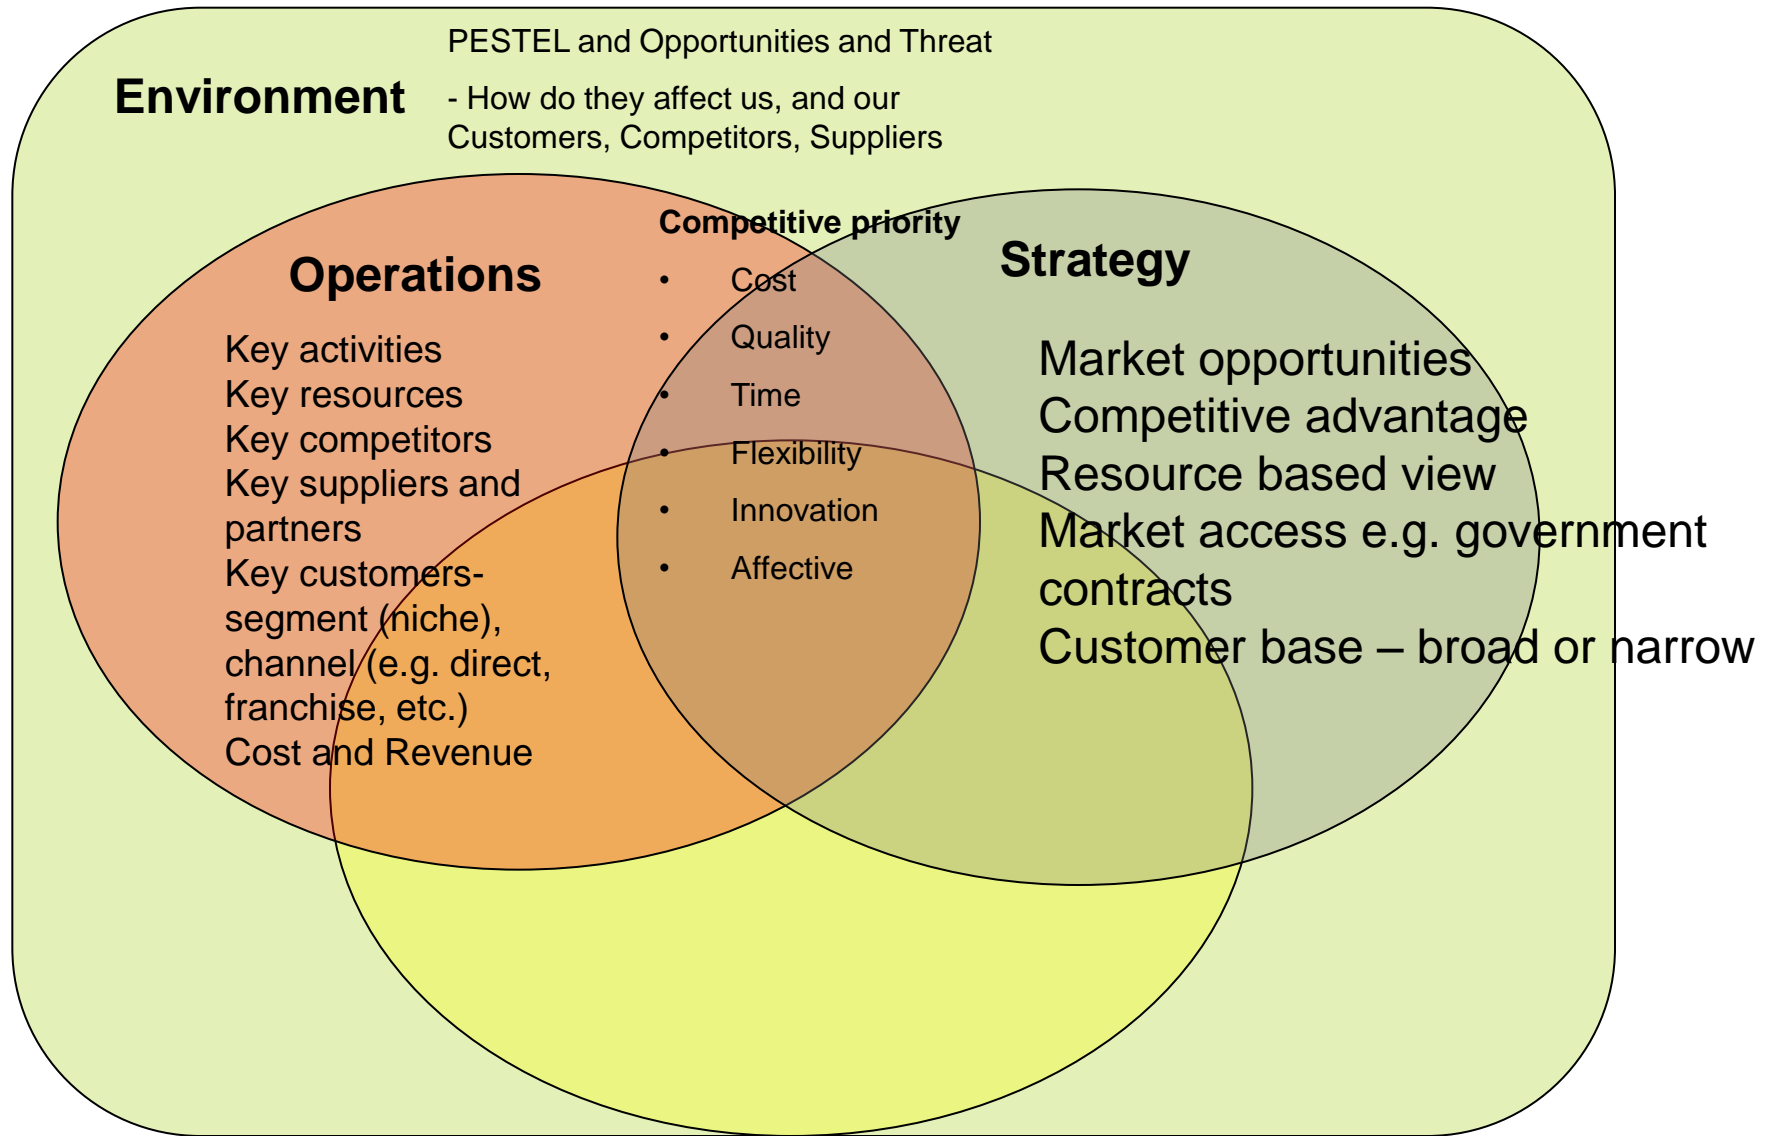 PESTEL and Opportunities and Threat
Environment
- How do they affect us, and our
Customers, Competitors, Suppliers
Operations
Key activities
Key resources
Key competitors
Key suppliers and
partners
Key customers-
segment (niche),
channel (e.g. direct,
franchise, etc.)
Cost and Revenue
Competitive priority
• Cost
• Quality
• Time
• Flexibility
• Innovation
• Affective
Strategy
Market opportunities
Competitive advantage
Resource based view
Market access e.g. government
contracts
Customer base – broad or narrow